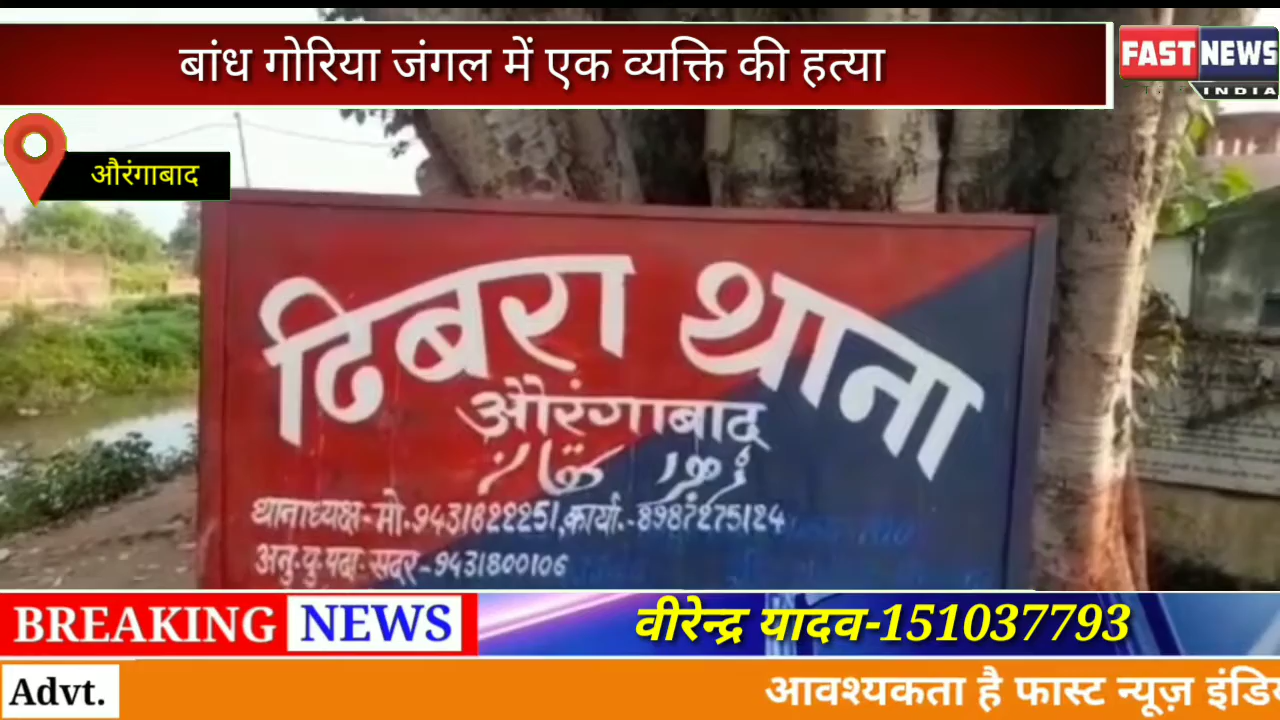 बांध गोरिया जंगल में एक व्यक्ति की हत्या
FAST NEWS
INDIA
औरंगाबाद
ढिबरा थाना
औरंगाबाद
थानाध्यक्ष-मो.9431822251,कार्या.-8987275124
अनु.पु.पदा.सदर-9431800106
BREAKING NEWS
वीरेन्द्र यादव-151037793
Advt.
आवश्यकता है फास्ट न्यूज़